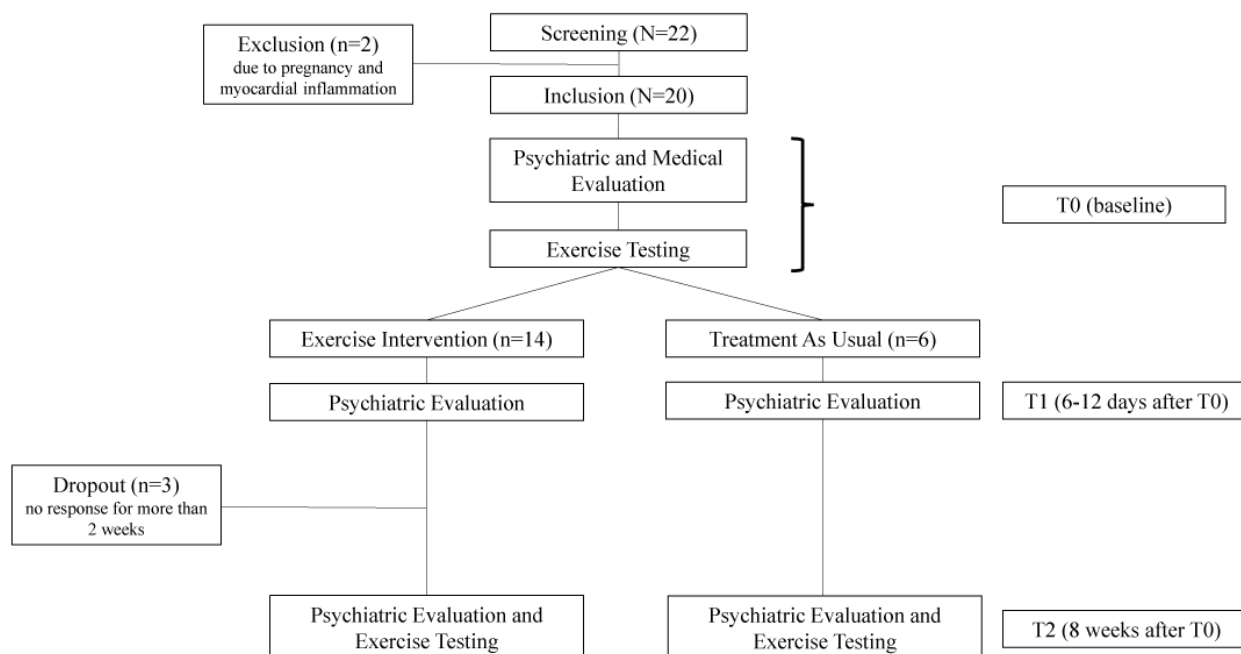 Screening (N=22)
Exclusion (n=2)
due to pregnancy and
myocardial inflammation
Inclusion (N=20)
Psychiatric and Medical
Evaluation
T0 (baseline)
Exercise Testing
Exercise Intervention (n=14)
Treatment As Usual (n=6)
Psychiatric Evaluation
Psychiatric Evaluation
T1 (6-12 days after T0)
Dropout (n=3)
no response for more than
2 weeks
Psychiatric Evaluation and
Exercise Testing
Psychiatric Evaluation and
Exercise Testing
T2 (8 weeks after T0)